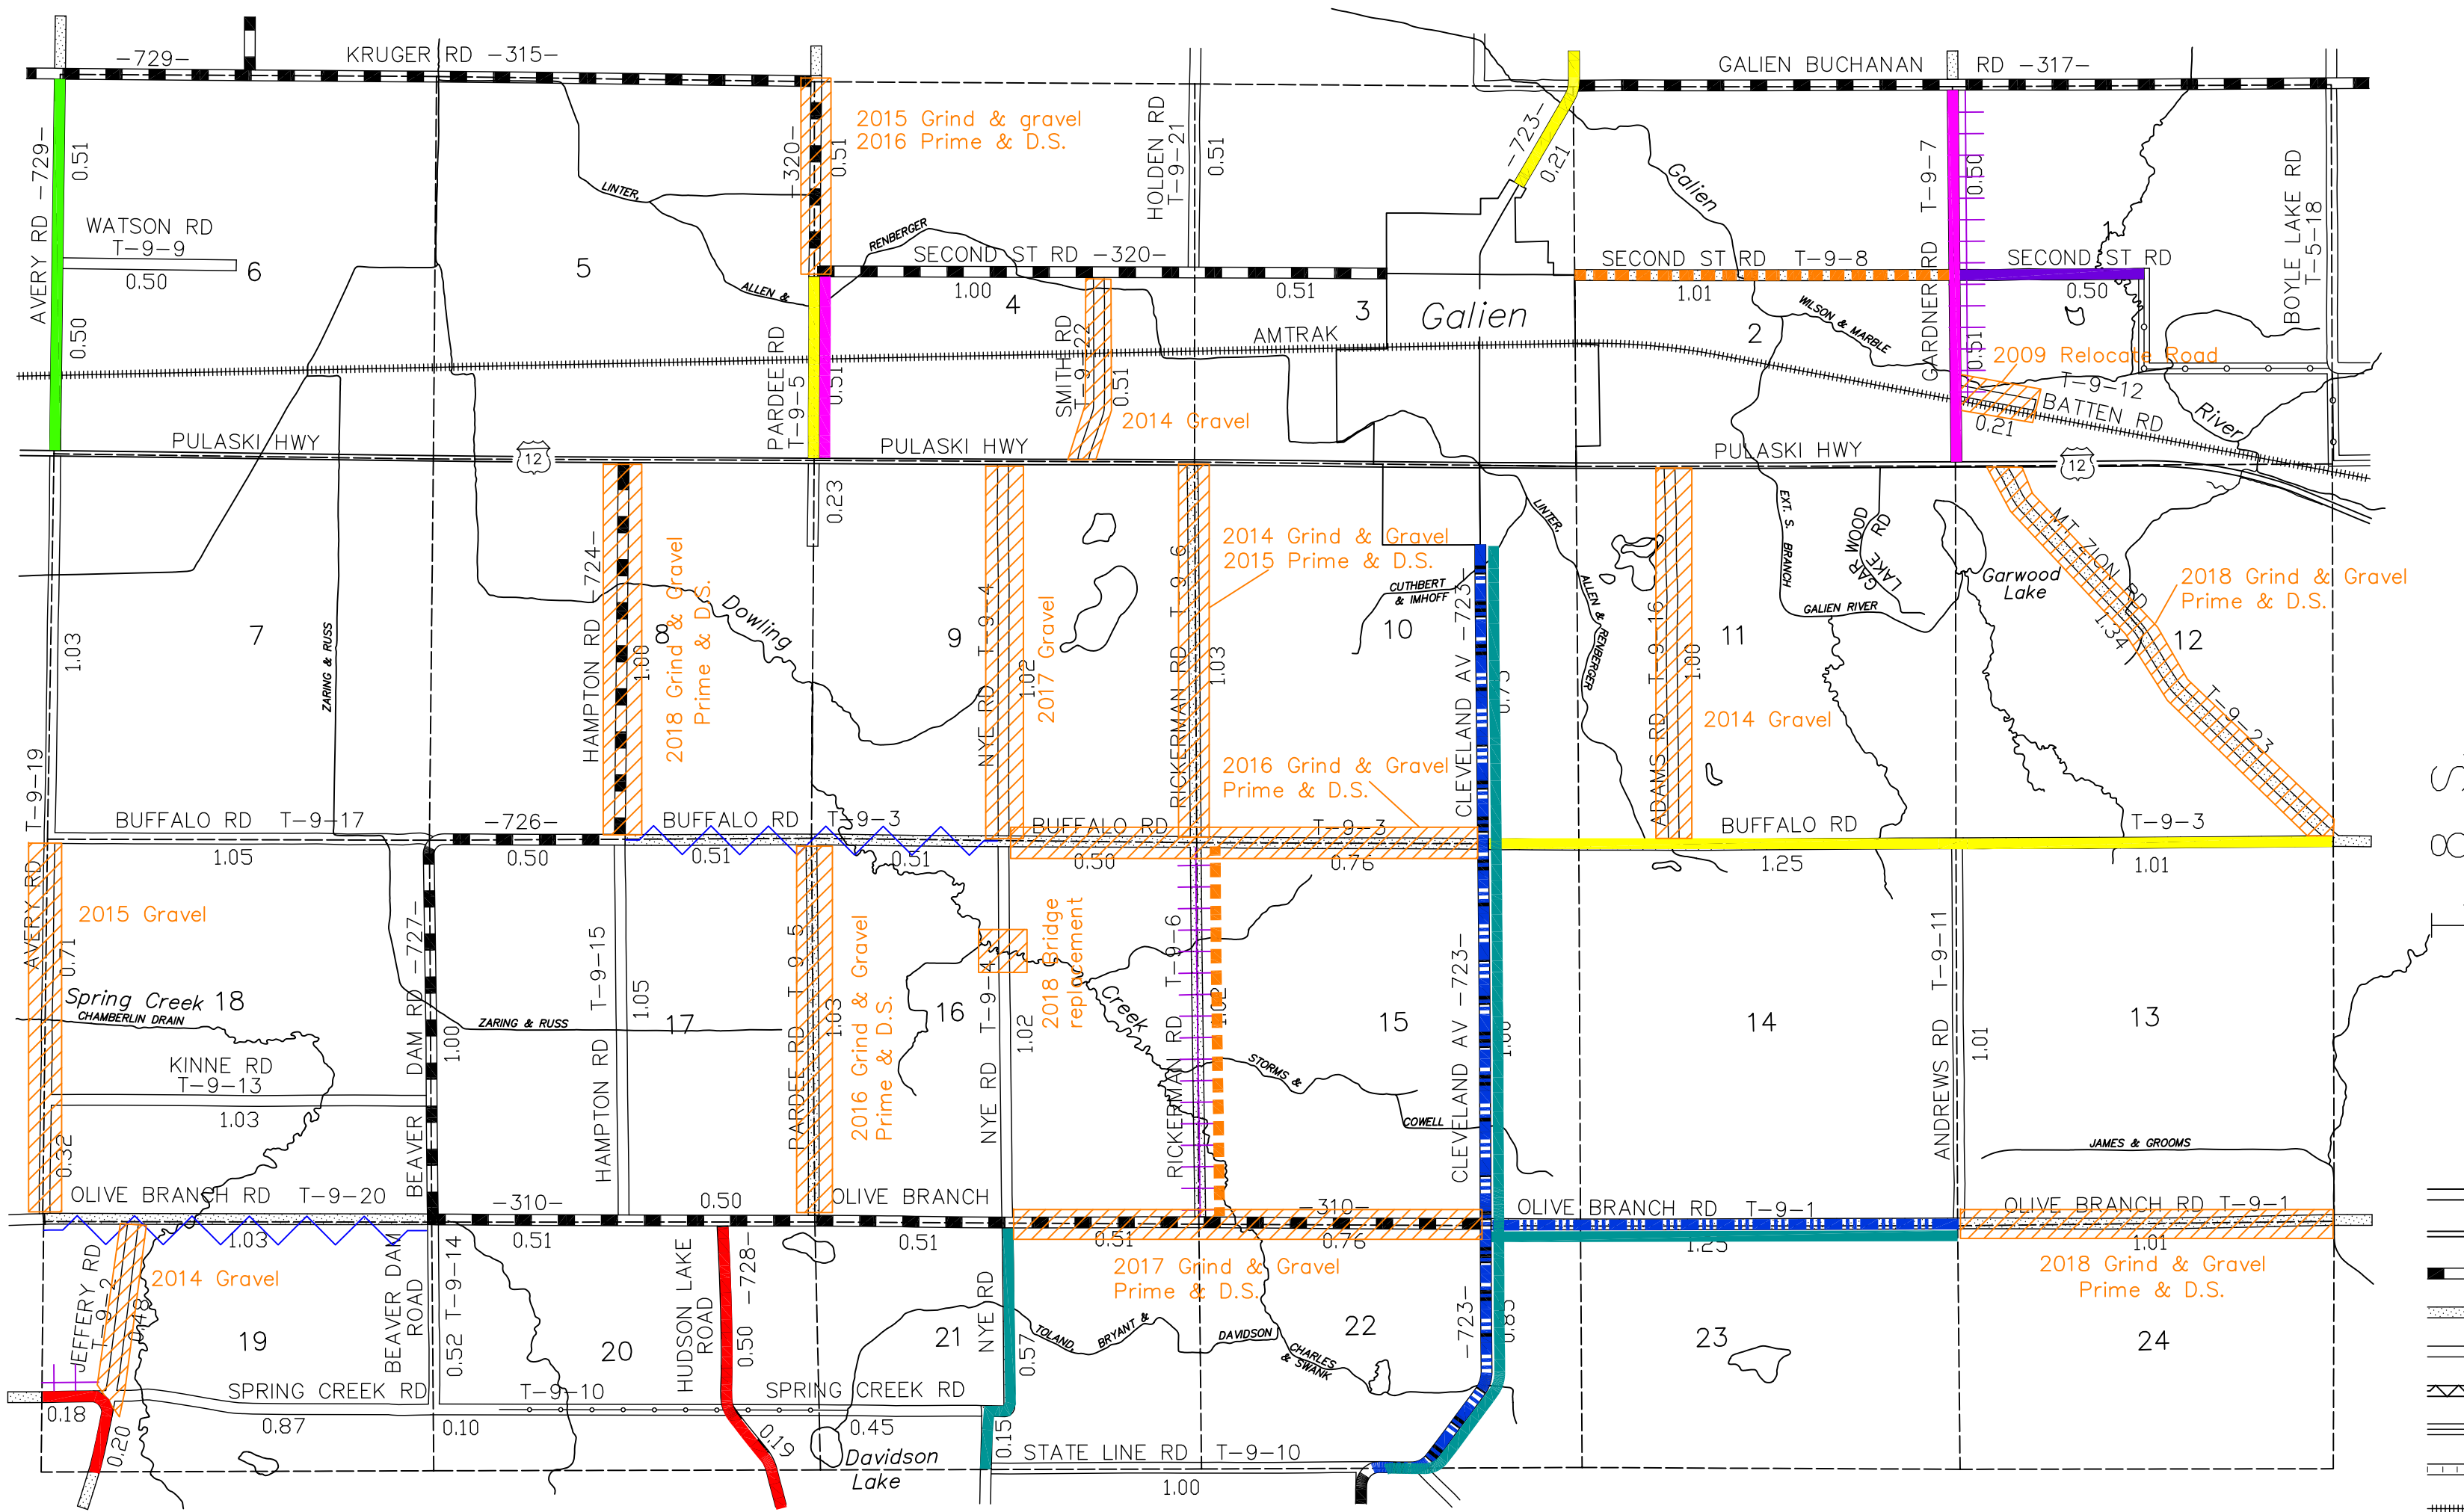 -729-
KRUGER RD -315-
GALIEN BUCHANAN RD -317-
AVERY RD -729-
0.51
WATSON RD
T-9-9
0.50
6
0.50
5
LINTER,
ALLEN &
-320-
0.51
2015 Grind & gravel
2016 Prime & D.S.
RENBERGER
SECOND ST RD -320-
1.00
4
0.51
3
HOLDEN RD
T-9-21
0.51
-723-
0.21
Galien
Galien
SECOND ST RD T-9-8
1.01
2
WILSON & MARBLE
GARDNER RD T-9-7
0.50
0.51
SECOND ST RD
0.50
1
BOYLE LAKE RD
T-5-18
2009 Relocate Road
T-9-12
BATTEN RD
0.21
River
AMTRAK
PARDEE RD
T-9-5
0.51
SMITH RD
T-9-22
0.51
2014 Gravel
PULASKI HWY
12
PULASKI HWY
PULASKI HWY
12
0.23
1.03
7
ZARING & RUSS
HAMPTON RD -724-
1.00
8
2018 Grind & Gravel
Prime & D.S.
Dowling
9
NYE RD T-9-4
1.02
2017 Gravel
RICKERMAN RD T-9-6
1.03
2014 Grind & Gravel
2015 Prime & D.S.
CUTHBERT
& IMHOFF
10
CLEVELAND AV -723-
0.75
LINTER,
ALLEN & RENBERGER
ADAMS RD T-9-16
1.00
11
2014 Gravel
EXT. S. BRANCH
GALIEN RIVER
GAR WOOD
LAKE RD
Garwood
Lake
MT ZION RD
1.34
T-9-23
12
2018 Grind & Gravel
Prime & D.S.
2016 Grind & Gravel
Prime & D.S.
AVERY RD T-9-19
BUFFALO RD T-9-17
1.05
-726-
0.50
BUFFALO RD T-9-3
0.51
0.51
BUFFALO RD T-9-3
0.50
0.76
BUFFALO RD T-9-3
1.25
1.01
T 8 S
2015 Gravel
0.71
Spring Creek
18
CHAMBERLIN DRAIN
KINNE RD
T-9-13
1.03
0.32
BEAVER DAM RD -727-
1.00
ZARING & RUSS
17
HAMPTON RD T-9-15
1.05
PARDEE RD T-9-5
1.03
2016 Grind & Gravel
Prime & D.S.
16
NYE RD T-9-4
1.02
2018 Bridge
replacement
Creek
RICKERMAN RD T-9-6
1.02
STORMS &
COWELL
15
CLEVELAND AV -723-
1.00
14
ANDREWS RD T-9-11
1.01
13
JAMES & GROOMS
OLIVE BRANCH RD T-9-20
1.03
-310-
0.51
0.50
OLIVE BRANCH
0.51
-310-
0.51
0.76
OLIVE BRANCH RD T-9-1
1.25
OLIVE BRANCH RD T-9-1
1.01
2017 Grind & Gravel
Prime & D.S.
2018 Grind & Gravel
Prime & D.S.
JEFFERY RD
T-9-2
0.48
2014 Gravel
19
BEAVER DAM
ROAD
0.52 T-9-14
20
HUDSON LAKE
ROAD
0.50 -728-
21
NYE RD
0.57
TOLAND,
BRYANT &
DAVIDSON
CHARLES
& SWANK
22
-723-
0.85
23
24
0.18
0.20
SPRING CREEK RD
0.87
0.10
T-9-10
SPRING CREEK RD
0.19
0.45
Davidson
Lake
0.15
STATE LINE RD T-9-10
1.00